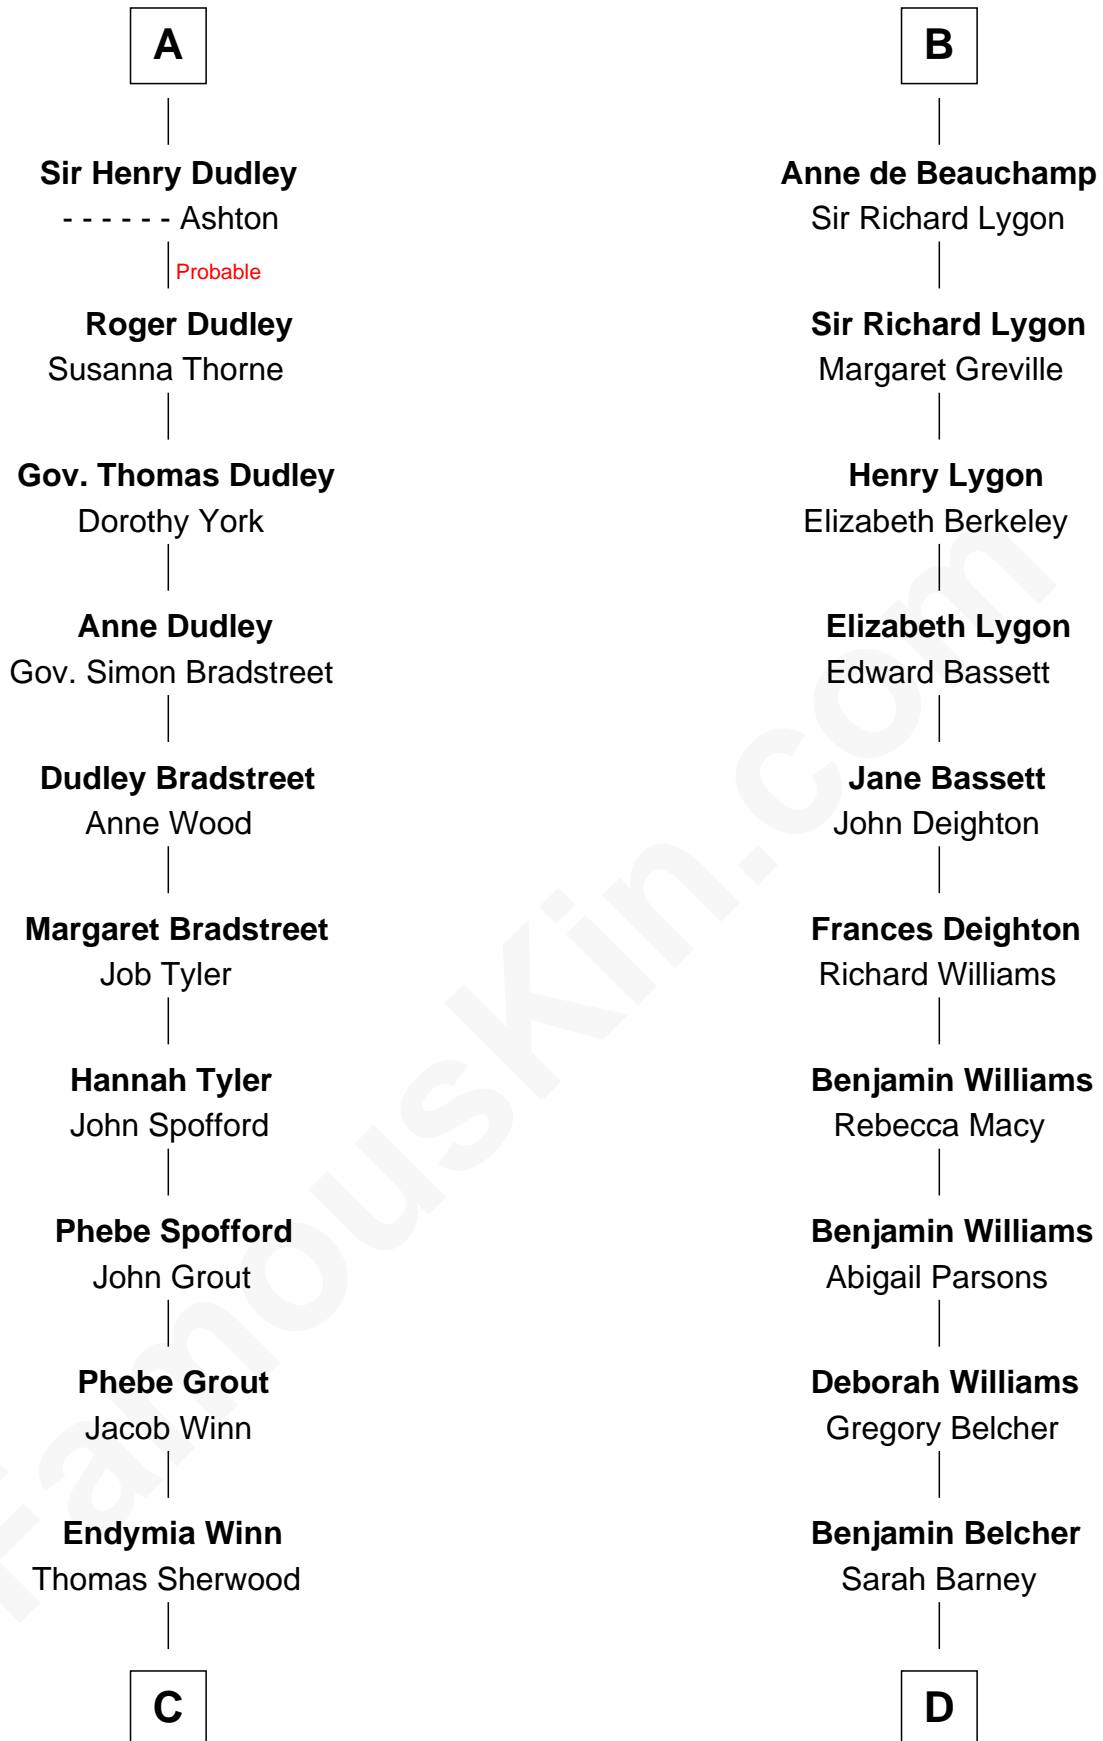 A
Sir Henry Dudley
- - - - - - Ashton
Probable
Roger Dudley
Susanna Thorne
Gov. Thomas Dudley
Dorothy York
Anne Dudley
Gov. Simon Bradstreet
Dudley Bradstreet
Anne Wood
Margaret Bradstreet
Job Tyler
Hannah Tyler
John Spofford
Phebe Spofford
John Grout
Phebe Grout
Jacob Winn
Endymia Winn
Thomas Sherwood
C
B
Anne de Beauchamp
Sir Richard Lygon
Sir Richard Lygon
Margaret Greville
Henry Lygon
Elizabeth Berkeley
Elizabeth Lygon
Edward Bassett
Jane Bassett
John Deighton
Frances Deighton
Richard Williams
Benjamin Williams
Rebecca Macy
Benjamin Williams
Abigail Parsons
Deborah Williams
Gregory Belcher
Benjamin Belcher
Sarah Barney
D
FamousKin.com